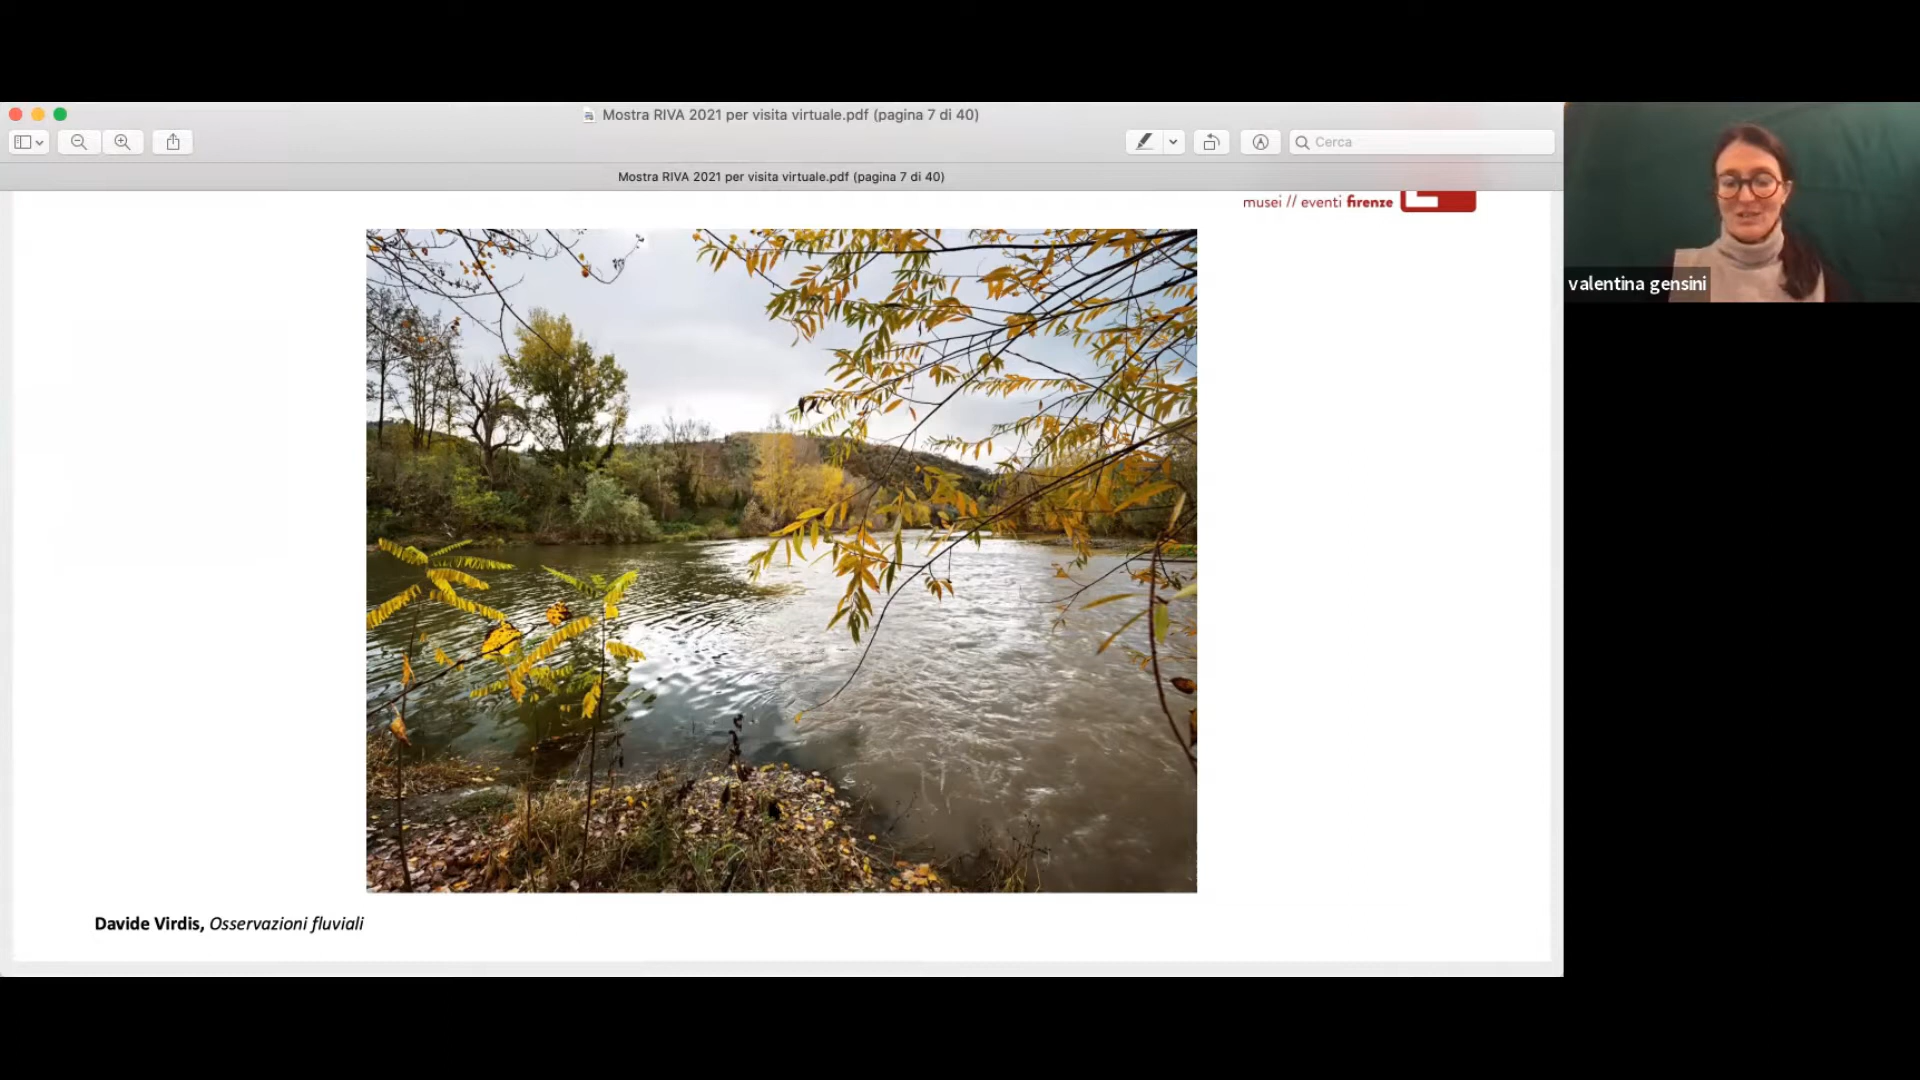 Mostra RIVA 2021 per visita virtuale.pdf (pagina 7 di 40)
Cerca
Mostra RIVA 2021 per visita virtuale.pdf (pagina 7 di 40)
musei // eventi firenze
valentina gensini
Davide Virdis, Osservazioni fluviali